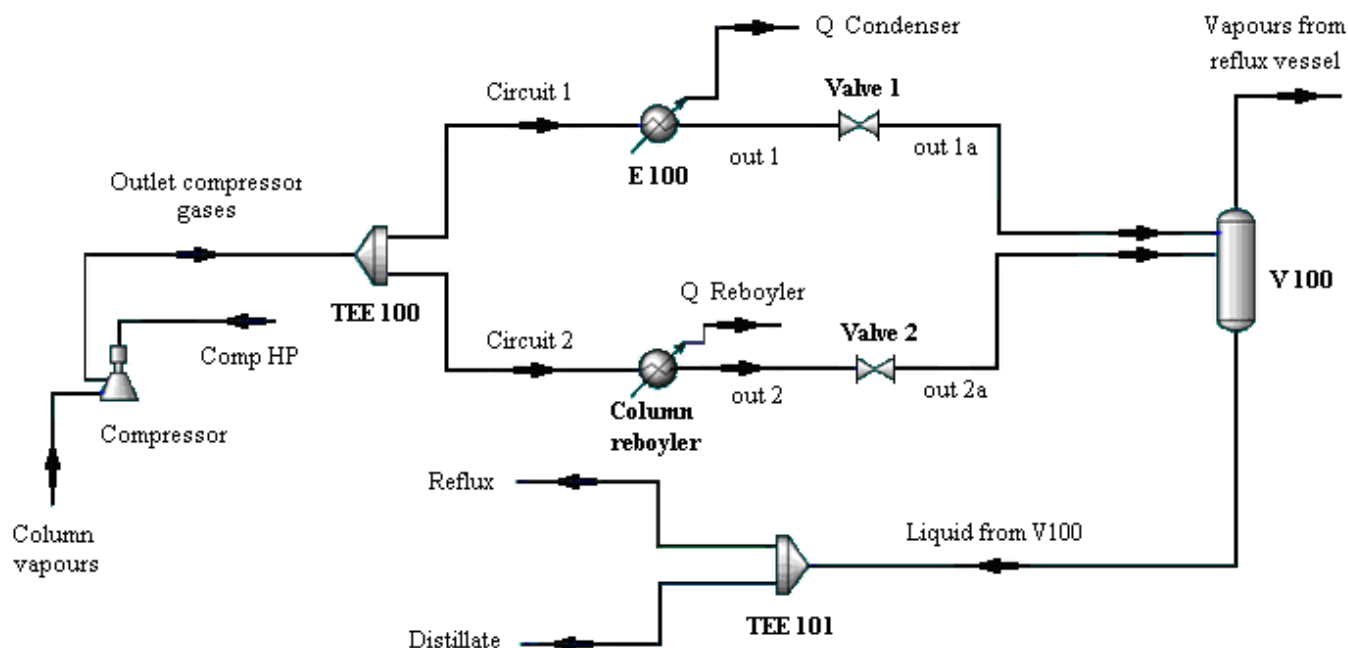 Q Condenser
Vapours from
reflux vessel
Circuit 1
Valve 1
out 1
out 1a
E 100
Outlet compressor
gases
TEE 100
Q Reboyler
V 100
Comp HP
Circuit 2
Valve 2
out 2
out 2a
Column
reboyler
Compressor
Reflux
Column
vapours
Liquid from V100
Distillate
TEE 101